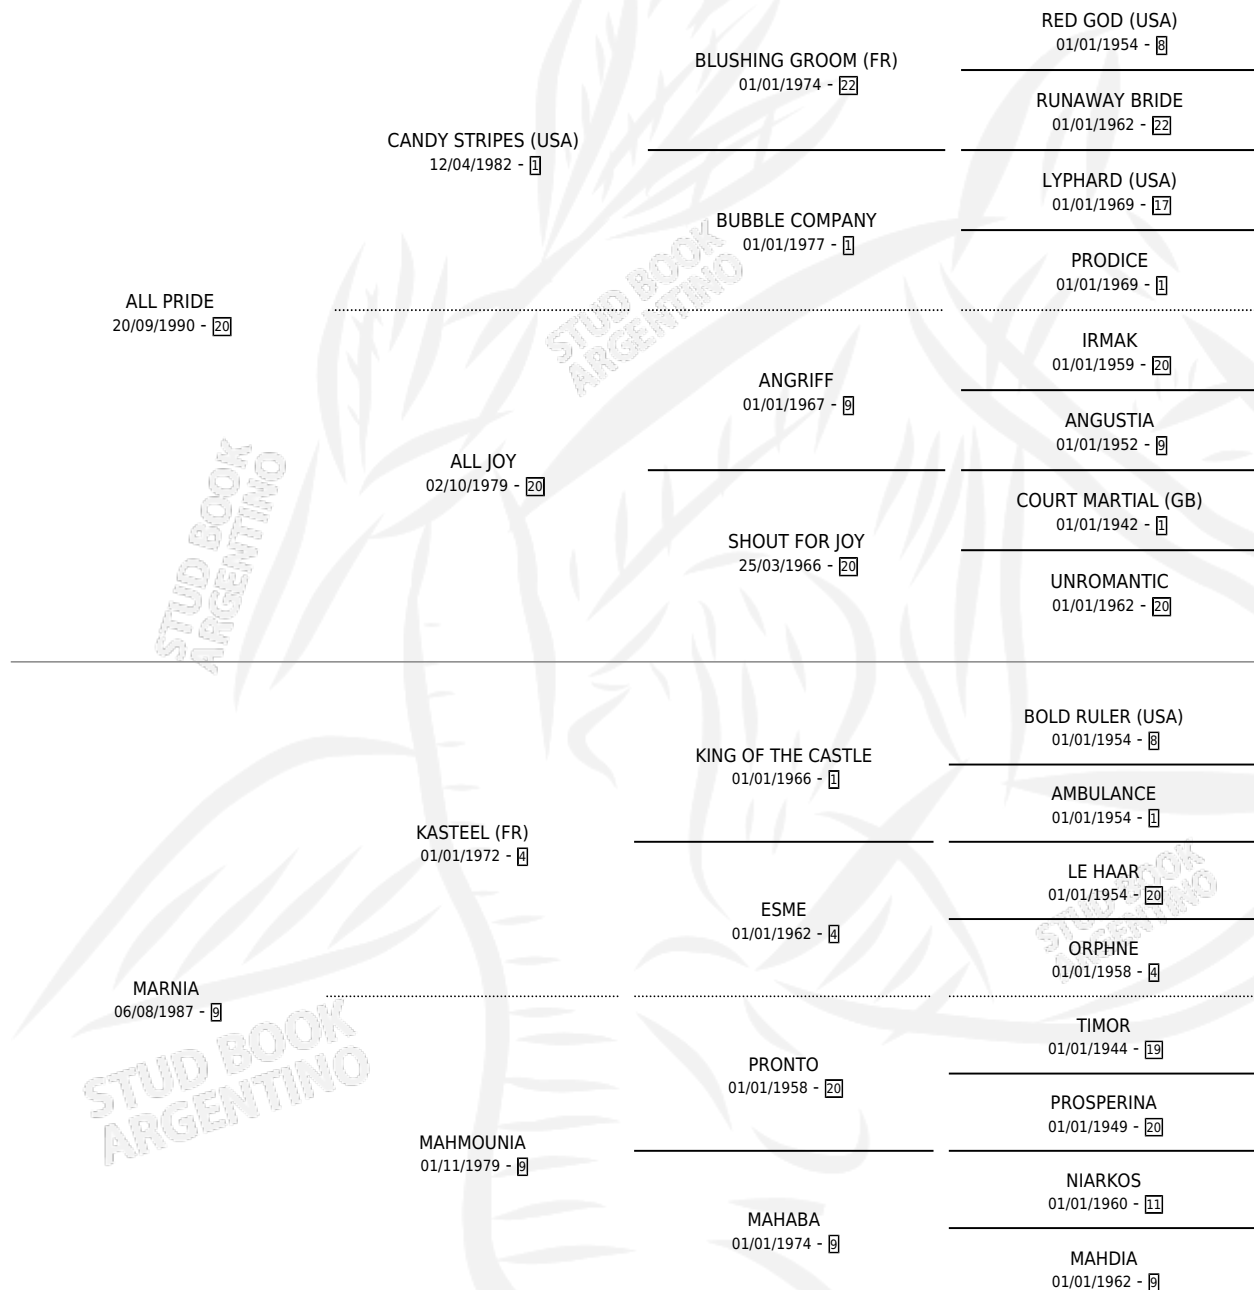 RED GOD (USA)
01/01/1954 - 8
BLUSHING GROOM (FR)
01/01/1974 - 22
RUNAWAY BRIDE
01/01/1962 - 22
CANDY STRIPES (USA)
12/04/1982 - 1
LYPHARD (USA)
01/01/1969 - 17
BUBBLE COMPANY
01/01/1977 - 1
PRODICE
01/01/1969 - 1
STUD BOOK
ARGENTINO
ALL PRIDE
20/09/1990 - 20
IRMAK
01/01/1959 - 20
ANGRIFF
01/01/1967 - 9
ANGUSTIA
01/01/1952 - 9
ALL JOY
02/10/1979 - 20
COURT MARTIAL (GB)
01/01/1942 - 1
SHOUT FOR JOY
25/03/1966 - 20
UNROMANTIC
01/01/1962 - 20
STUD BOOK
ARGENTINO
BOLD RULER (USA)
01/01/1954 - 8
KING OF THE CASTLE
01/01/1966 - 1
AMBULANCE
01/01/1954 - 1
KASTEEL (FR)
01/01/1972 - 4
LE HAAR
01/01/1954 - 20
ESME
01/01/1962 - 4
ORPHNE
01/01/1958 - 4
STUD BOOK
ARGENTINO
MARNIA
06/08/1987 - 9
TIMOR
01/01/1944 - 19
PRONTO
01/01/1958 - 20
PROSPERINA
01/01/1949 - 20
STUD BOOK
ARGENTINO
MAHMOUNIA
01/11/1979 - 9
NIARKOS
01/01/1960 - 11
MAHABA
01/01/1974 - 9
MAHDIA
01/01/1962 - 9